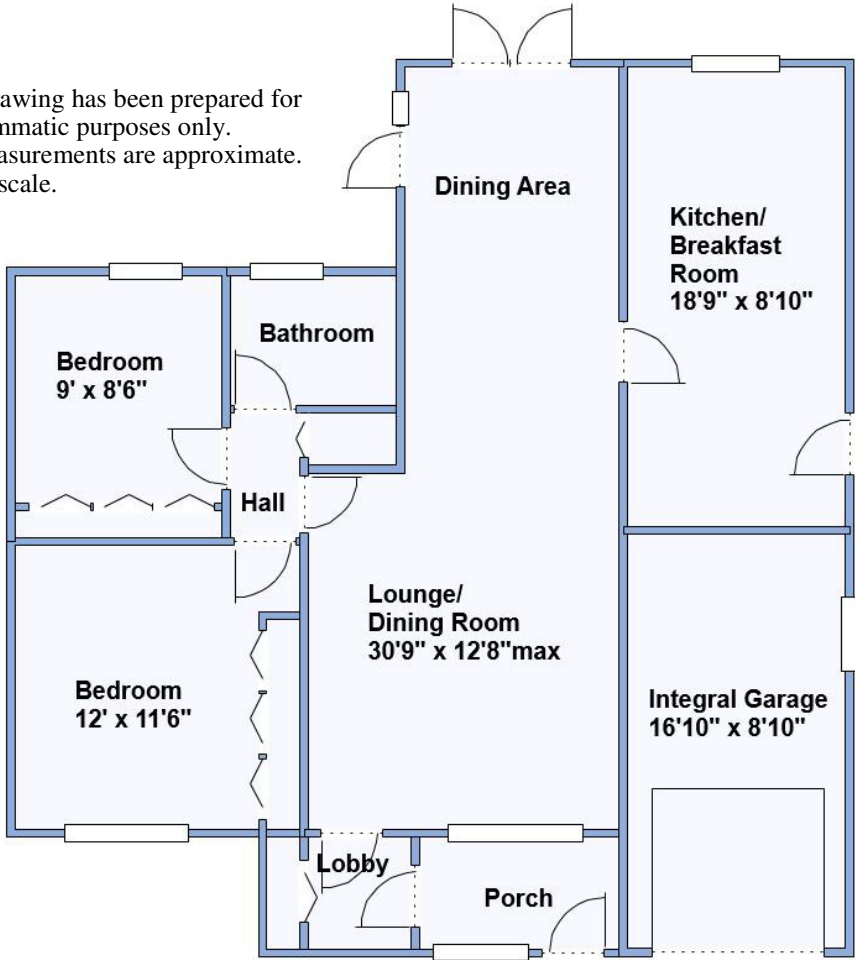 rawing has been prepared for
mmatic purposes only.
asurements are approximate.
scale.
Dining Area
Kitchen/
Breakfast
Room
18'9" x 8'10"
Bathroom
Bedroom
9' x 8'6"
Hall
Lounge/
Dining Room
30'9" x 12'8"max
Bedroom
12' x 11'6"
Integral Garage
16'10" x 8'10"
Lobby
Porch